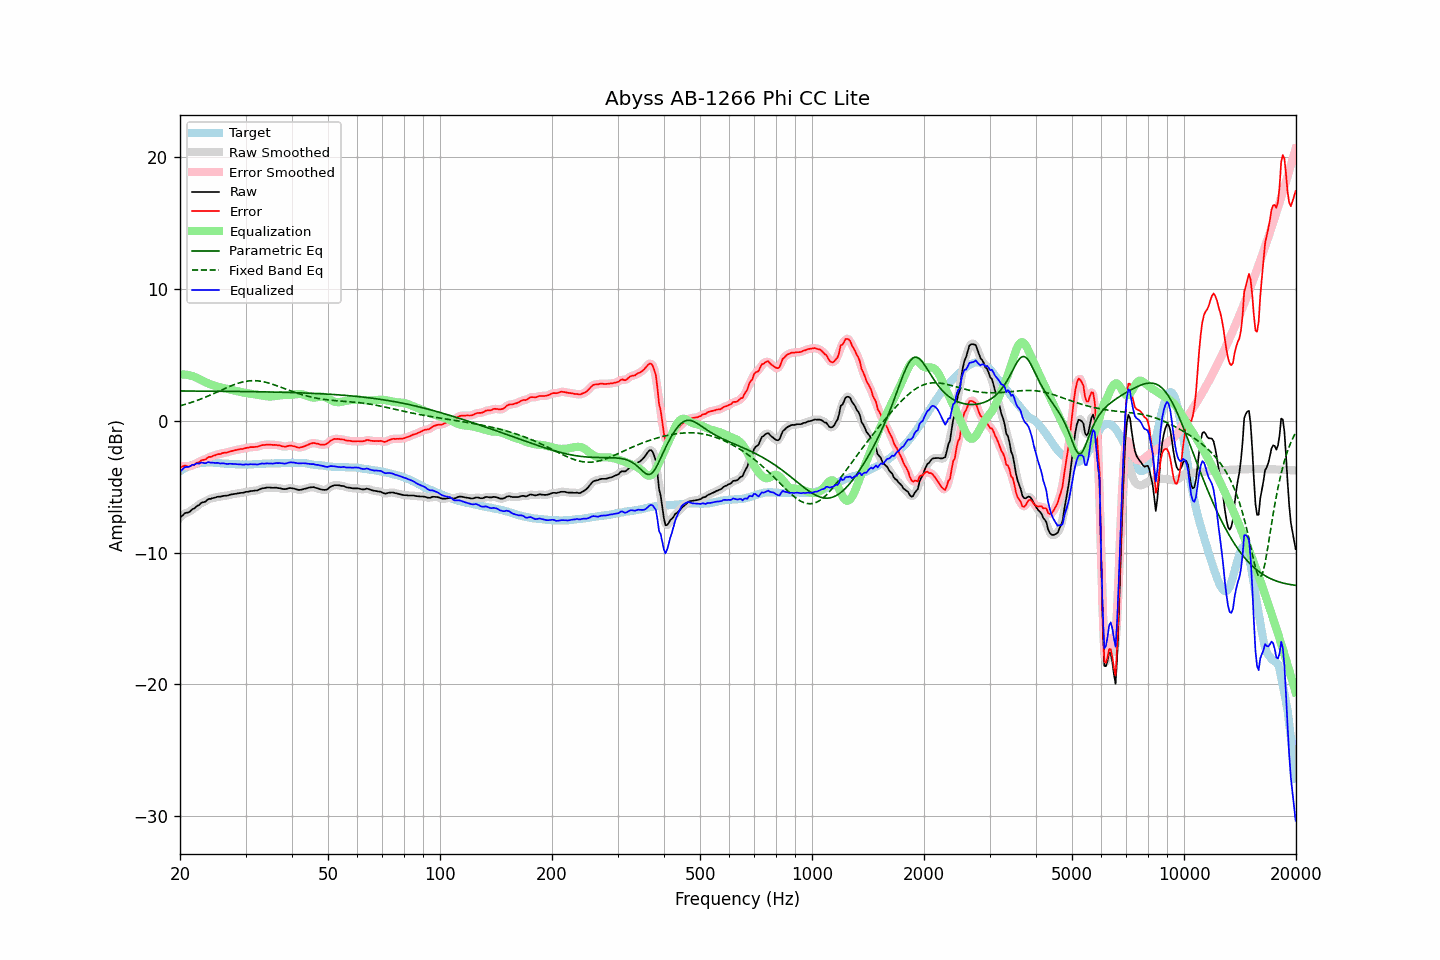 Abyss AB-1266 Phi CC Lite
Target
Raw Smoothed
Error Smoothed
Raw
Error
Equalization
Parametric Eq
Fixed Band Eq
Equalized
Amplitude (dBr)
20
10
0
−10
−20
−30
20 50 100 200 500 1000 2000 5000 10000 20000
Frequency (Hz)